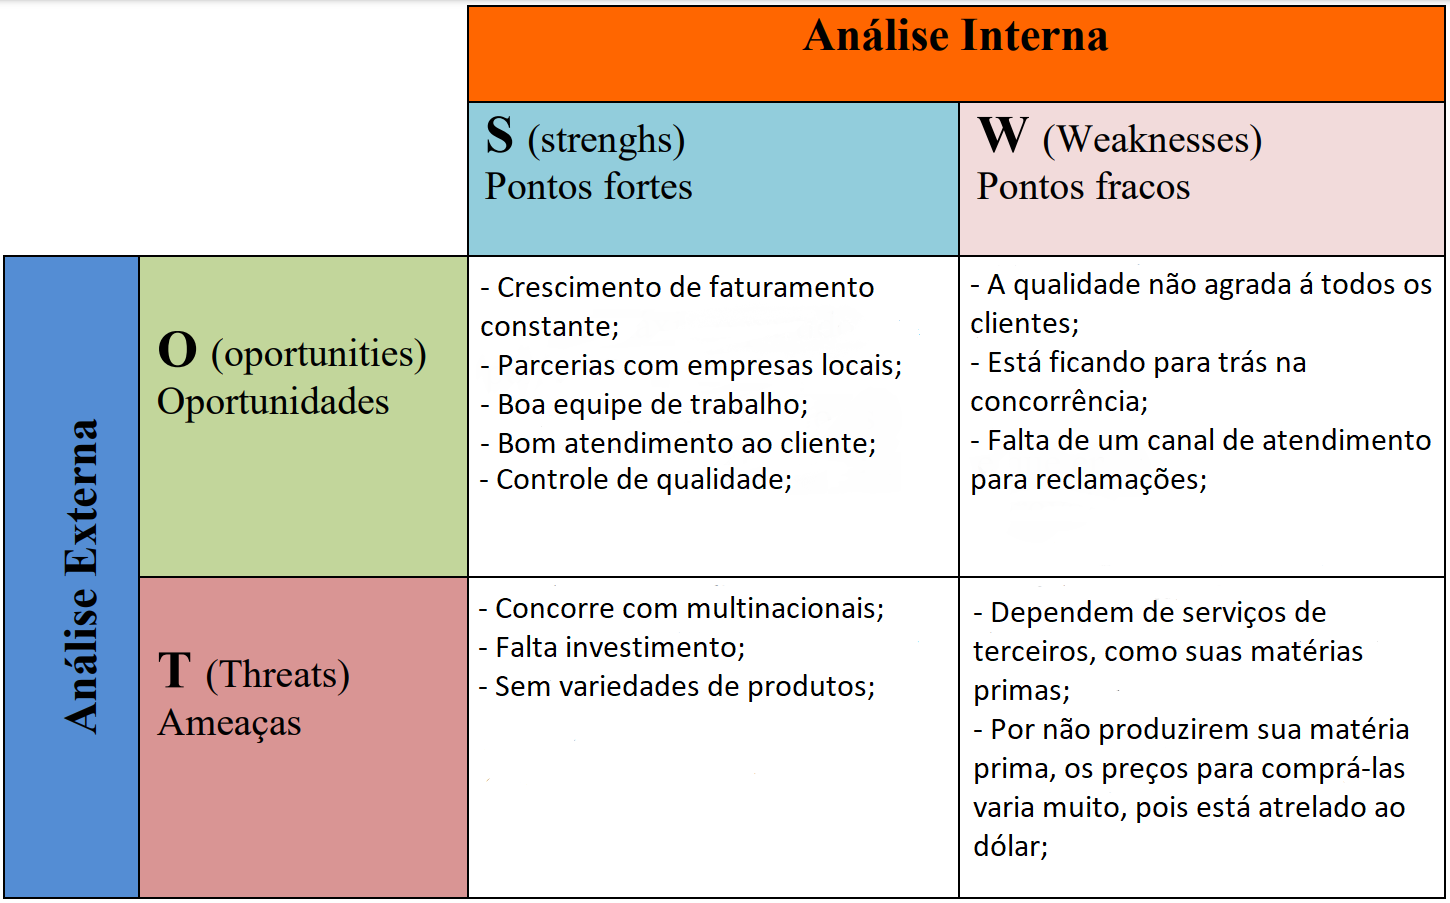 Análise Interna
S (strenghs)
Pontos fortes
W (Weaknesses)
Pontos fracos
Análise Externa
O (oportunities)
Oportunidades
- Crescimento de faturamento
constante;
- Parcerias com empresas locais;
- Boa equipe de trabalho;
- Bom atendimento ao cliente;
- Controle de qualidade;
- A qualidade não agrada á todos os
clientes;
- Está ficando para trás na
concorrência;
- Falta de um canal de atendimento
para reclamações;
T (Threats)
Ameaças
- Concorre com multinacionais;
- Falta investimento;
- Sem variedades de produtos;
- Dependem de serviços de
terceiros, como suas matérias
primas;
- Por não produzirem sua matéria
prima, os preços para comprá-las
varia muito, pois está atrelado ao
dólar;